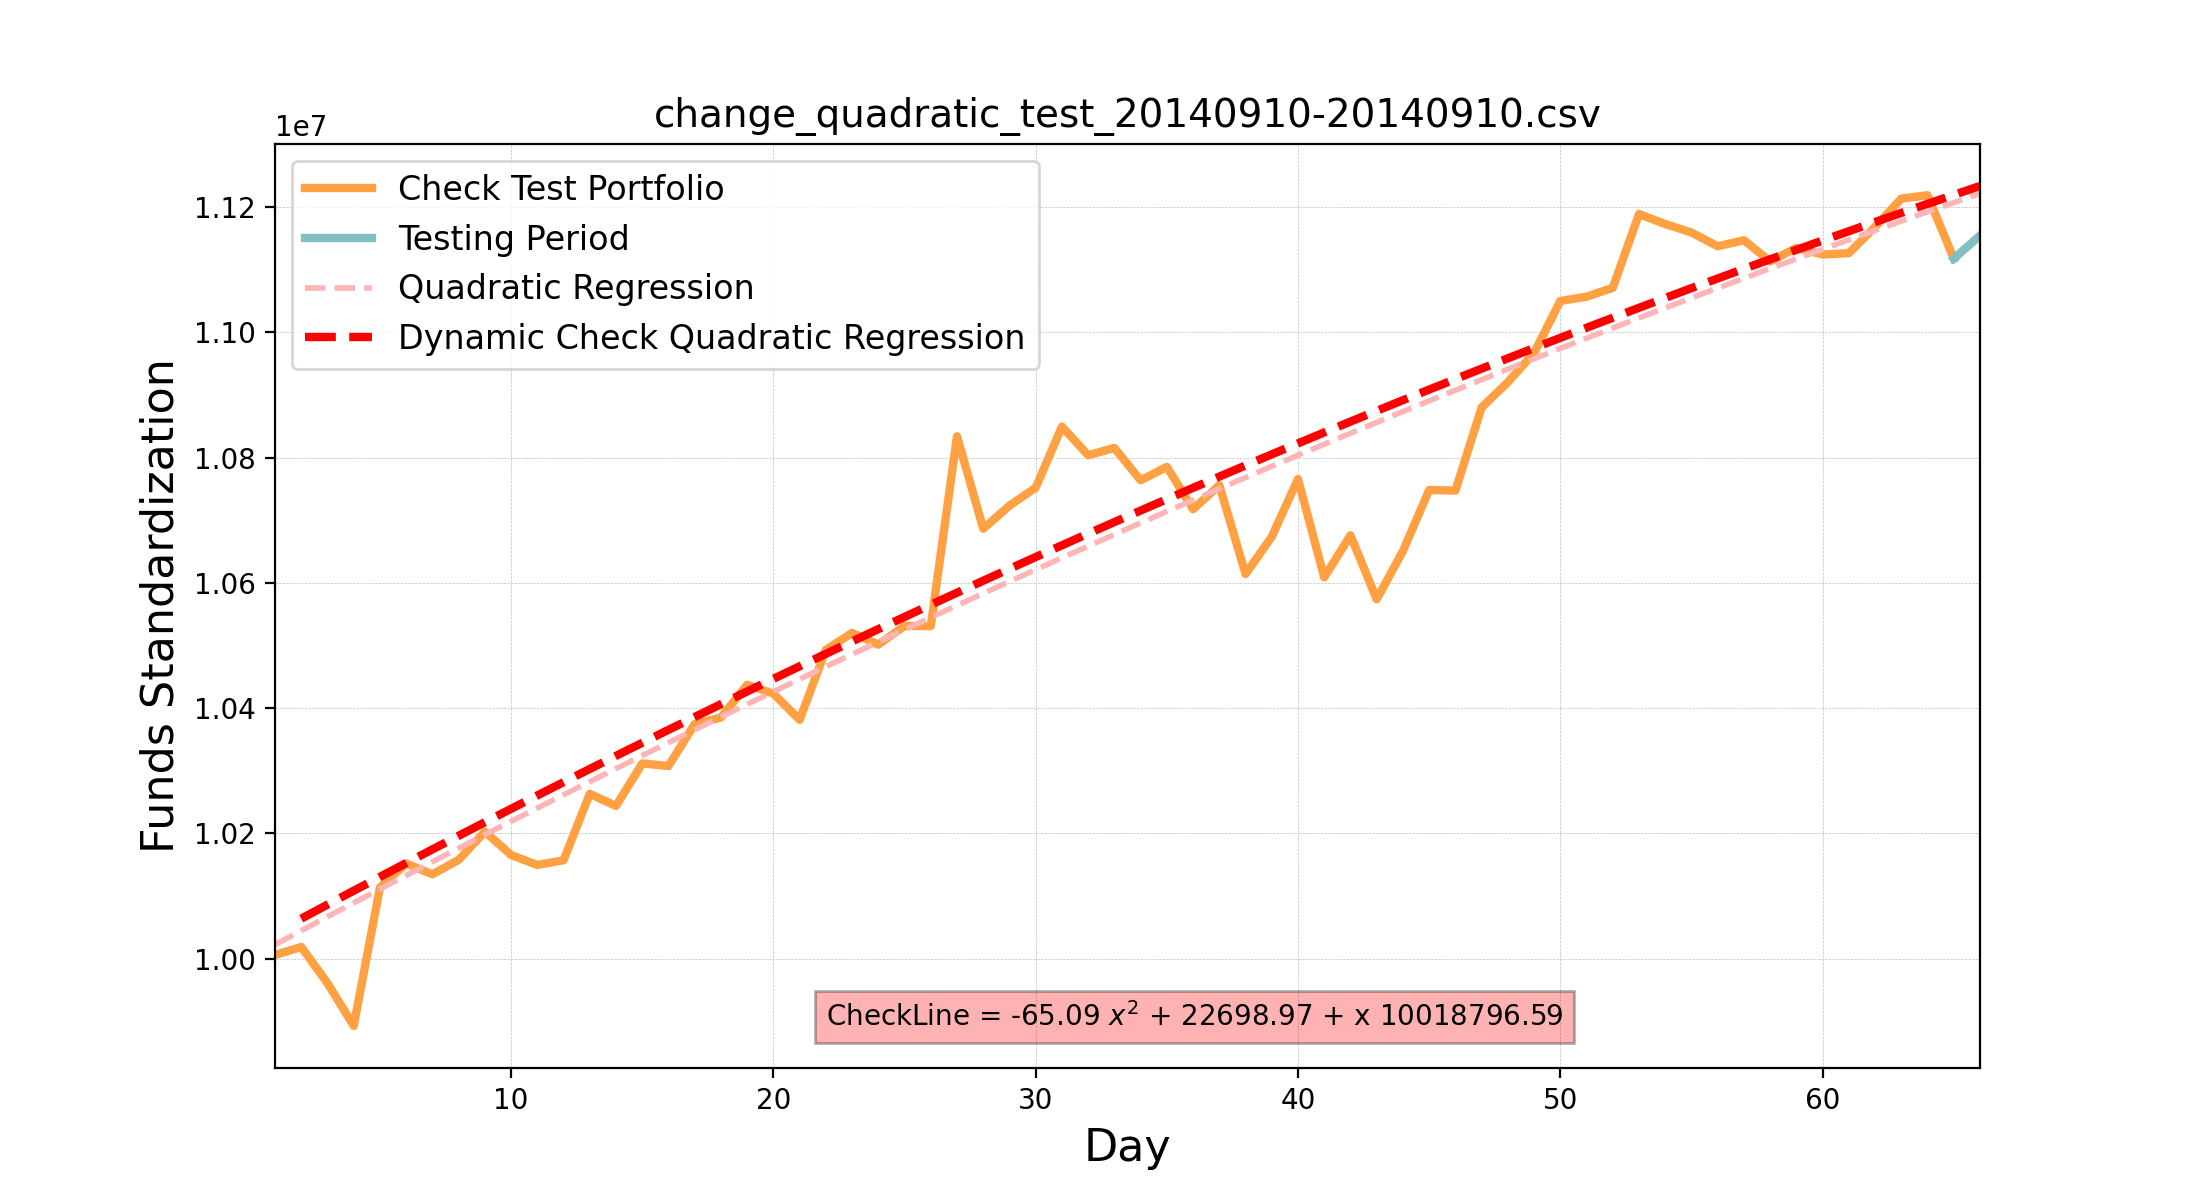 change_quadratic_test_20140910-20140910.csv
1e7
Check Test Portfolio
Testing Period
Quadratic Regression
Dynamic Check Quadratic Regression
1.12
1.10
1.08
1.06
1.04
1.02
1.00
Funds Standardization
CheckLine = -65.09 x² + 22698.97 + x 10018796.59
10 20 30 40 50 60
Day